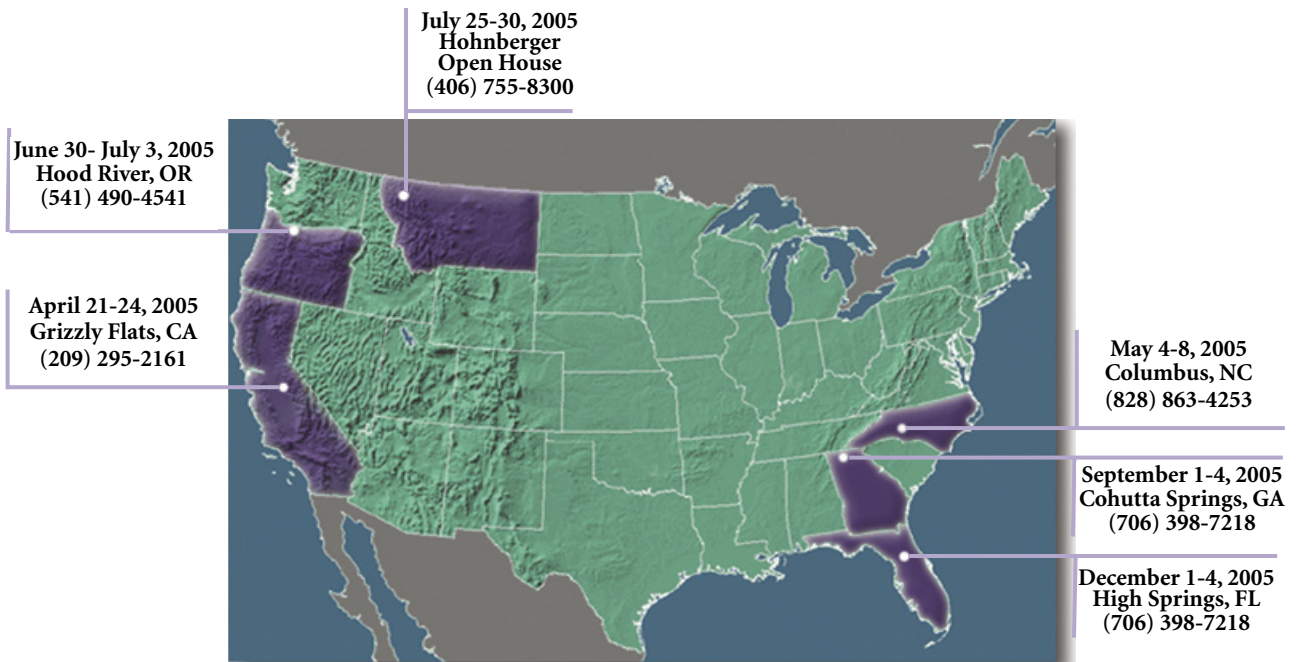 July 25-30, 2005
Hohnberger
Open House
(406) 755-8300
June 30- July 3, 2005
Hood River, OR
(541) 490-4541
April 21-24, 2005
Grizzly Flats, CA
(209) 295-2161
May 4-8, 2005
Columbus, NC
(828) 863-4253
September 1-4, 2005
Cohutta Springs, GA
(706) 398-7218
December 1-4, 2005
High Springs, FL
(706) 398-7218